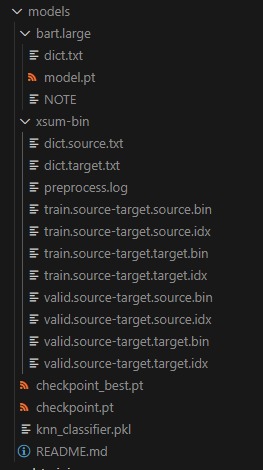 models
bart.large
dict.txt
model.pt
NOTE
xsum-bin
dict.source.txt
dict.target.txt
preprocess.log
train.source-target.source.bin
train.source-target.source.idx
train.source-target.target.bin
train.source-target.target.idx
valid.source-target.source.bin
valid.source-target.source.idx
valid.source-target.target.bin
valid.source-target.target.idx
checkpoint_best.pt
checkpoint.pt
knn_classifier.pkl
README.md